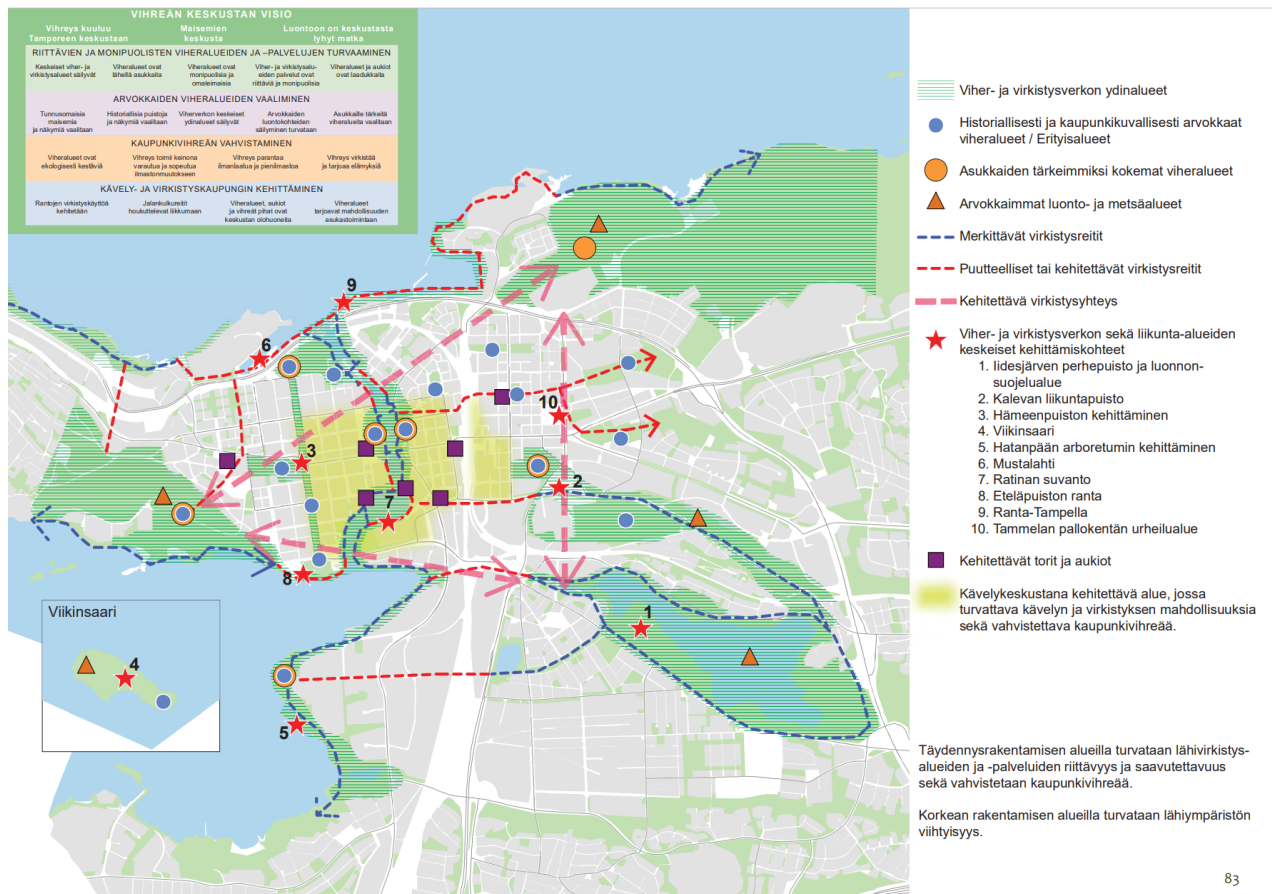 VIHREÄN KESKUSTAN VISIO
Vihreys kuuluu
Tampereen keskustaan
Maisemien
keskusta
Luontoon on keskustasta
lyhyt matka
RIITTÄVIEN JA MONIPUOLISTEN VIHERALUEIDEN JA –PALVELUJEN TURVAAMINEN
Keskeiset viher- ja
virkistysalueet säilyvät
Viheralueet ovat
lähellä asukkaita
Viheralueet ovat
monipuolisia ja
omaleimaisia
Viher- ja virkistysalu-
eiden palvelut ovat
riittäviä ja monipuolisia
Viheralueet ja aukiot
ovat laadukkaita
ARVOKKAIDEN VIHERALUEIDEN VAALIMINEN
Tunnusomaisia
maisemia
ja näkymiä vaalitaan
Historiallisia puistoja
ja näkymiä vaalitaan
Viherverkon keskeiset
ydinalueet säilyvät
Arvokkaiden
luontokohteiden
säilyminen turvataan
Asukkaille tärkeitä
viheralueita vaalitaan
KAUPUNKIVIHREÄN VAHVISTAMINEN
Viheralueet ovat
ekologisesti kestäviä
Vihreys toimii keinona
varautua ja sopeutua
ilmastonmuutokseen
Vihreys parantaa
ilmanlaatua ja pienilmastoa
Vihreys virkistää
ja tarjoaa elämyksiä
KÄVELY- JA VIRKISTYSKAUPUNGIN KEHITTÄMINEN
Rantojen virkistyskäyttöä
kehitetään
Jalankulkureitit
houkuttelevat liikkumaan
Viheralueet, aukiot
ja vihreät pihat ovat
keskustan olohuoneita
Viheralueet
tarjoavat mahdollisuuden
asukastoimintaan
9
6
10
3
2
7
8
1
5
Viikinsaari
4
Viher- ja virkistysverkon ydinalueet
Historiallisesti ja kaupunkikuvallisesti arvokkaat
viheralueet / Erityisalueet
Asukkaiden tärkeimmiksi kokemat viheralueet
Arvokkaimmat luonto- ja metsäalueet
Merkittävät virkistysreitit
Puutteelliset tai kehitettävät virkistysreitit
Kehitettävä virkistysyhteys
Viher- ja virkistysverkon sekä liikunta-alueiden
keskeiset kehittämiskohteet
1. Iidesjärven perhepuisto ja luonnon-
suojelualue
2. Kalevan liikuntapuisto
3. Hämeenpuiston kehittäminen
4. Viikinsaari
5. Hatanpään arboretumin kehittäminen
6. Mustalahti
7. Ratinan suvanto
8. Eteläpuiston ranta
9. Ranta-Tampella
10. Tammelan pallokentän urheilualue
Kehitettävät torit ja aukiot
Kävelykeskustana kehitettävä alue, jossa
turvattava kävelyn ja virkistyksen mahdollisuuksia
sekä vahvistettava kaupunkivihreää.
Täydennysrakentamisen alueilla turvataan lähivirkistys-
alueiden ja -palveluiden riittävyys ja saavutettavuus
sekä vahvistetaan kaupunkivihreää.
Korkean rakentamisen alueilla turvataan lähiympäristön
viihtyisyys.
83